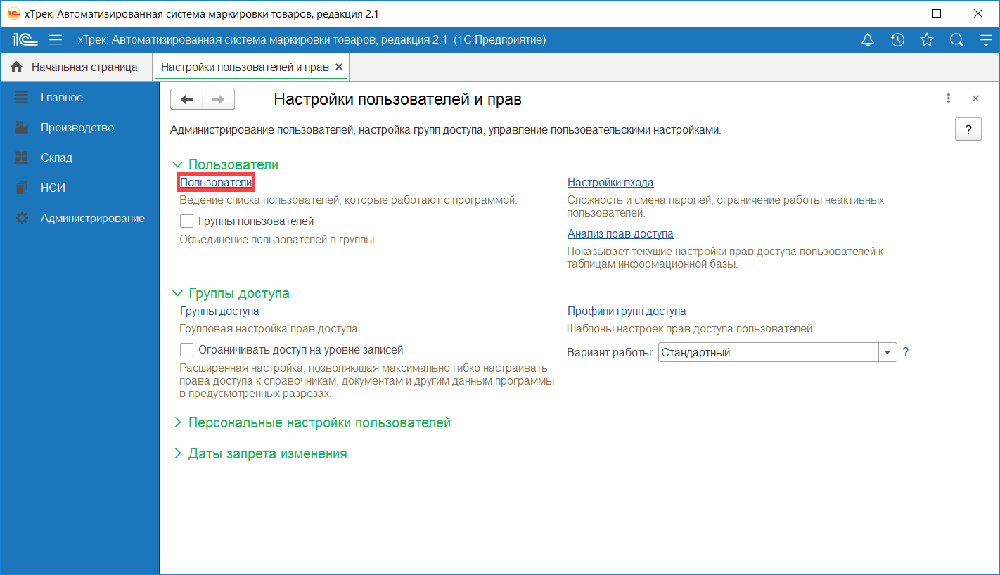 хТрек: Автоматизированная система маркировки товаров, редакция 2.1
1С хТрек: Автоматизированная система маркировки товаров, редакция 2.1 (1С:Предприятие)
Начальная страница
Настройки пользователей и прав
Главное
Производство
Склад
НСИ
Администрирование
Настройки пользователей и прав
Администрирование пользователей, настройка групп доступа, управление пользовательскими настройками.
?
Пользователи
Пользователи
Ведение списка пользователей, которые работают с программой.
Группы пользователей
Объединение пользователей в группы.
Настройки входа
Сложность и смена паролей, ограничение работы неактивных
пользователей.
Анализ прав доступа
Показывает текущие настройки прав доступа пользователей к
таблицам информационной базы.
Группы доступа
Группы доступа
Групповая настройка прав доступа.
Ограничивать доступ на уровне записей
Расширенная настройка, позволяющая максимально гибко настраивать
права доступа к справочникам, документам и другим данным программы
в предусмотренных разрезах.
Профили групп доступа
Шаблоны настроек прав доступа пользователей.
Вариант работы: Стандартный ?
Персональные настройки пользователей
Даты запрета изменения